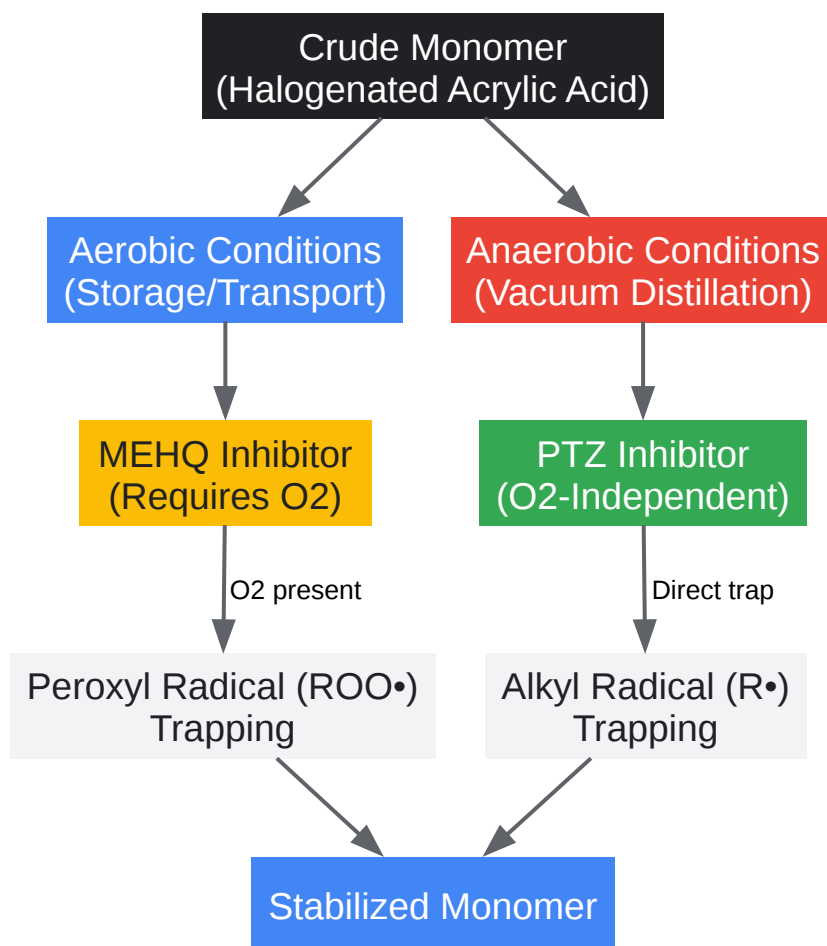 Crude Monomer
(Halogenated Acrylic Acid)
Aerobic Conditions
(Storage/Transport)
Anaerobic Conditions
(Vacuum Distillation)
MEHQ Inhibitor
(Requires O2)
PTZ Inhibitor
(O2-Independent)
O2 present
Direct trap
Peroxyl Radical (ROO•)
Trapping
Alkyl Radical (R•)
Trapping
Stabilized Monomer